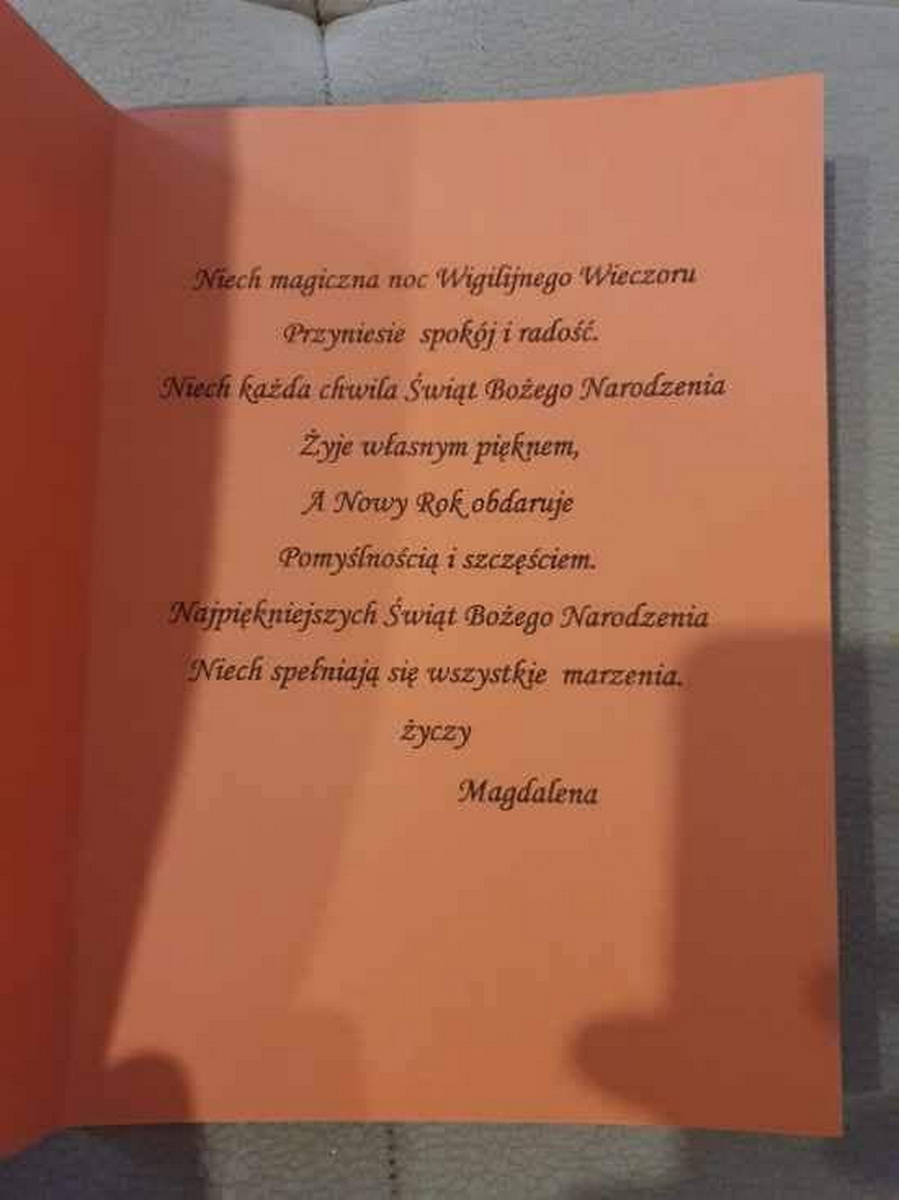 Niech magiczna noc Wigilijnego Wieczoru
Przyniesie spokój i radość.
Niech każda chwila Świąt Bożego Narodzenia
Żyje własnym pięknem,
A Nowy Rok obdaruje
Pomyślnością i szczęściem.
Najpiękniejszych Świąt Bożego Narodzenia
Niech spełniają się wszystkie marzenia.
życzy
Magdalena